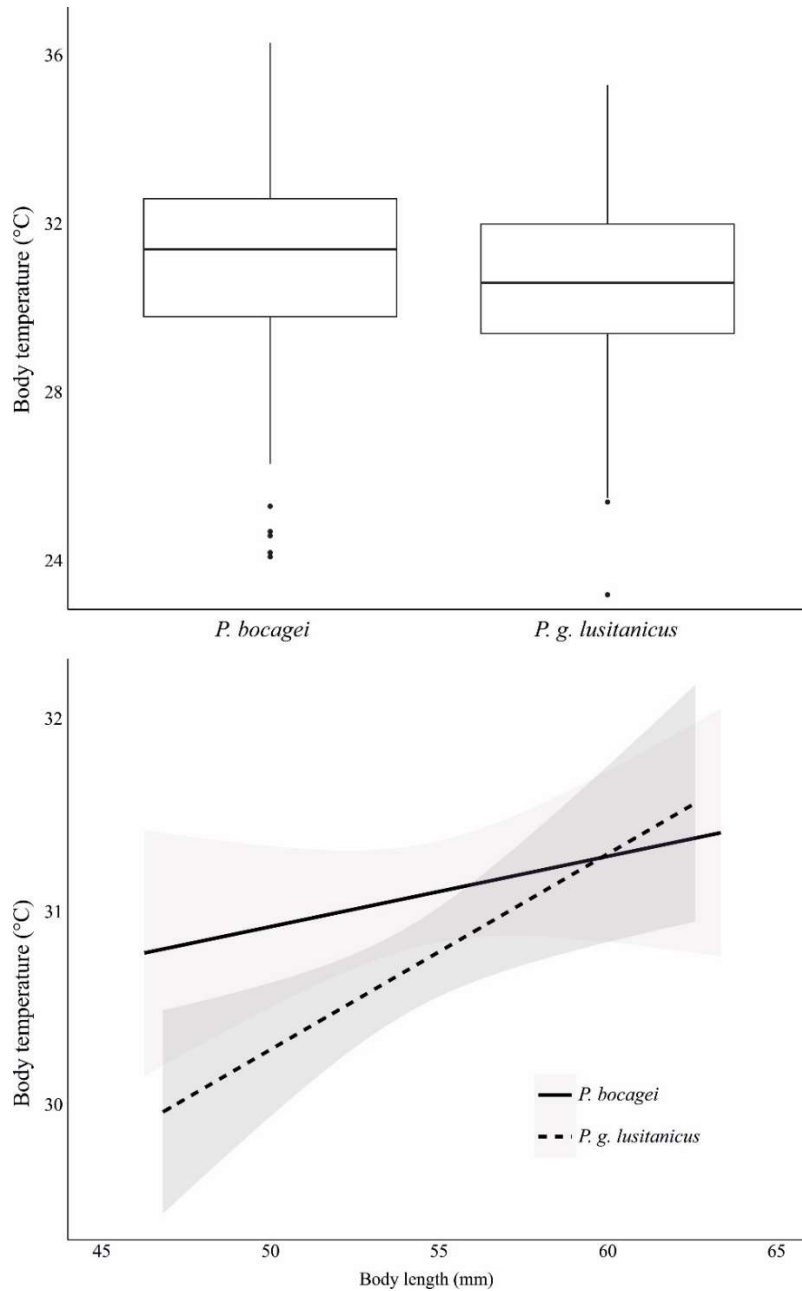 Body temperature (°C)
36
32
28
24
P. bocagei P. g. lusitanicus
Body temperature (°C)
32
31
30
P. bocagei
P. g. lusitanicus
45 50 55 60 65
Body length (mm)